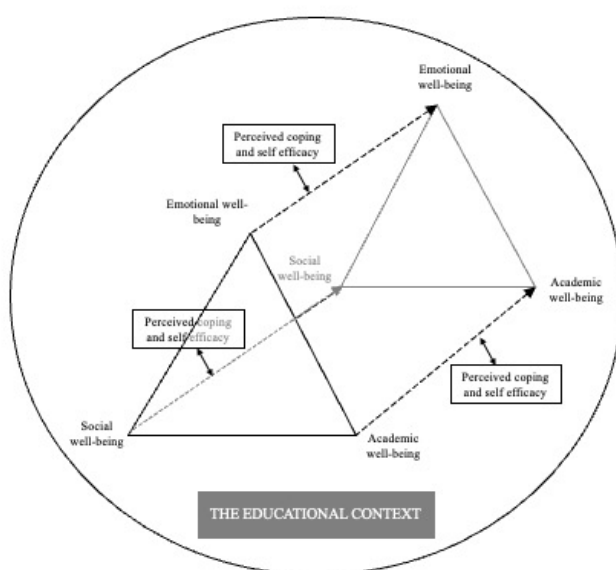 Emotional
well-being
Perceived coping
and self efficacy
Emotional well-
being
Social
well-being
Academic
well-being
Perceived coping
and self efficacy
Perceived coping
and self efficacy
Social
well-being
Academic
well-being
THE EDUCATIONAL CONTEXT